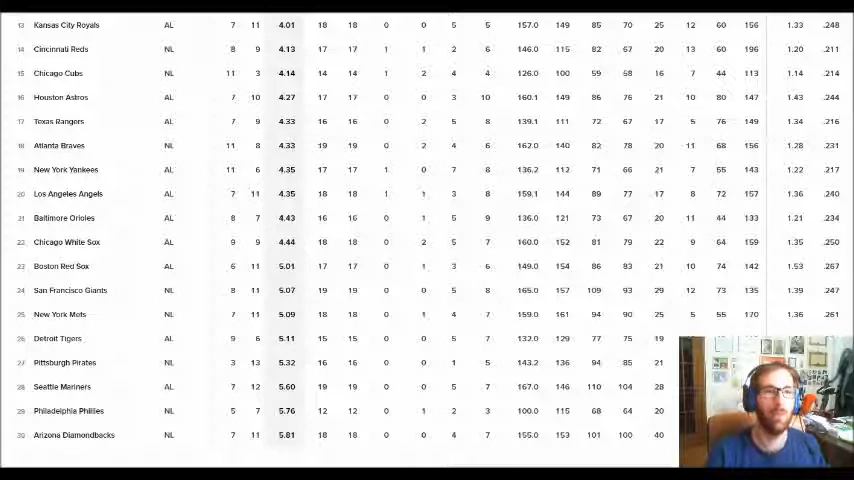 13 Kansas City Royals AL 7 11 4.01 18 18 0 0 5 5 157.0 149 85 70 25 12 60 156 1.33 .248
14 Cincinnati Reds NL 8 9 4.13 17 17 1 1 2 6 146.0 115 82 67 20 13 60 196 1.20 .211
15 Chicago Cubs NL 11 3 4.14 14 14 1 2 4 4 126.0 100 59 58 16 7 44 113 1.14 .214
16 Houston Astros AL 7 10 4.27 17 17 0 0 3 10 160.1 149 86 76 21 10 80 147 1.43 .244
17 Texas Rangers AL 7 9 4.33 16 16 0 2 5 8 139.1 111 72 67 17 5 76 149 1.34 .216
18 Atlanta Braves NL 11 8 4.33 19 19 0 2 4 6 162.0 140 82 78 20 11 68 156 1.28 .231
19 New York Yankees AL 11 6 4.35 17 17 1 0 7 8 136.2 112 71 66 21 7 55 143 1.22 .217
20 Los Angeles Angels AL 7 11 4.35 18 18 1 1 3 8 159.1 144 89 77 17 8 72 157 1.36 .240
21 Baltimore Orioles AL 8 7 4.43 16 16 0 1 5 9 136.0 121 73 67 20 11 44 133 1.21 .234
22 Chicago White Sox AL 9 9 4.44 18 18 0 2 5 7 160.0 152 81 79 22 9 64 159 1.35 .250
23 Boston Red Sox AL 6 11 5.01 17 17 0 1 3 6 149.0 154 86 83 21 10 74 142 1.53 .267
24 San Francisco Giants NL 8 11 5.07 19 19 0 0 5 8 165.0 157 109 93 29 12 73 135 1.39 .247
25 New York Mets NL 7 11 5.09 18 18 0 1 4 7 159.0 161 94 90 25 5 55 170 1.36 .261
26 Detroit Tigers AL 9 6 5.11 15 15 0 0 5 7 132.0 129 77 75 19
27 Pittsburgh Pirates NL 3 13 5.32 16 16 0 0 1 5 143.2 136 94 85 21
28 Seattle Mariners AL 7 12 5.60 19 19 0 0 5 7 167.0 146 110 104 28
29 Philadelphia Phillies NL 5 7 5.76 12 12 0 1 2 3 100.0 115 68 64 20
30 Arizona Diamondbacks NL 7 11 5.81 18 18 0 0 4 7 155.0 153 101 100 40